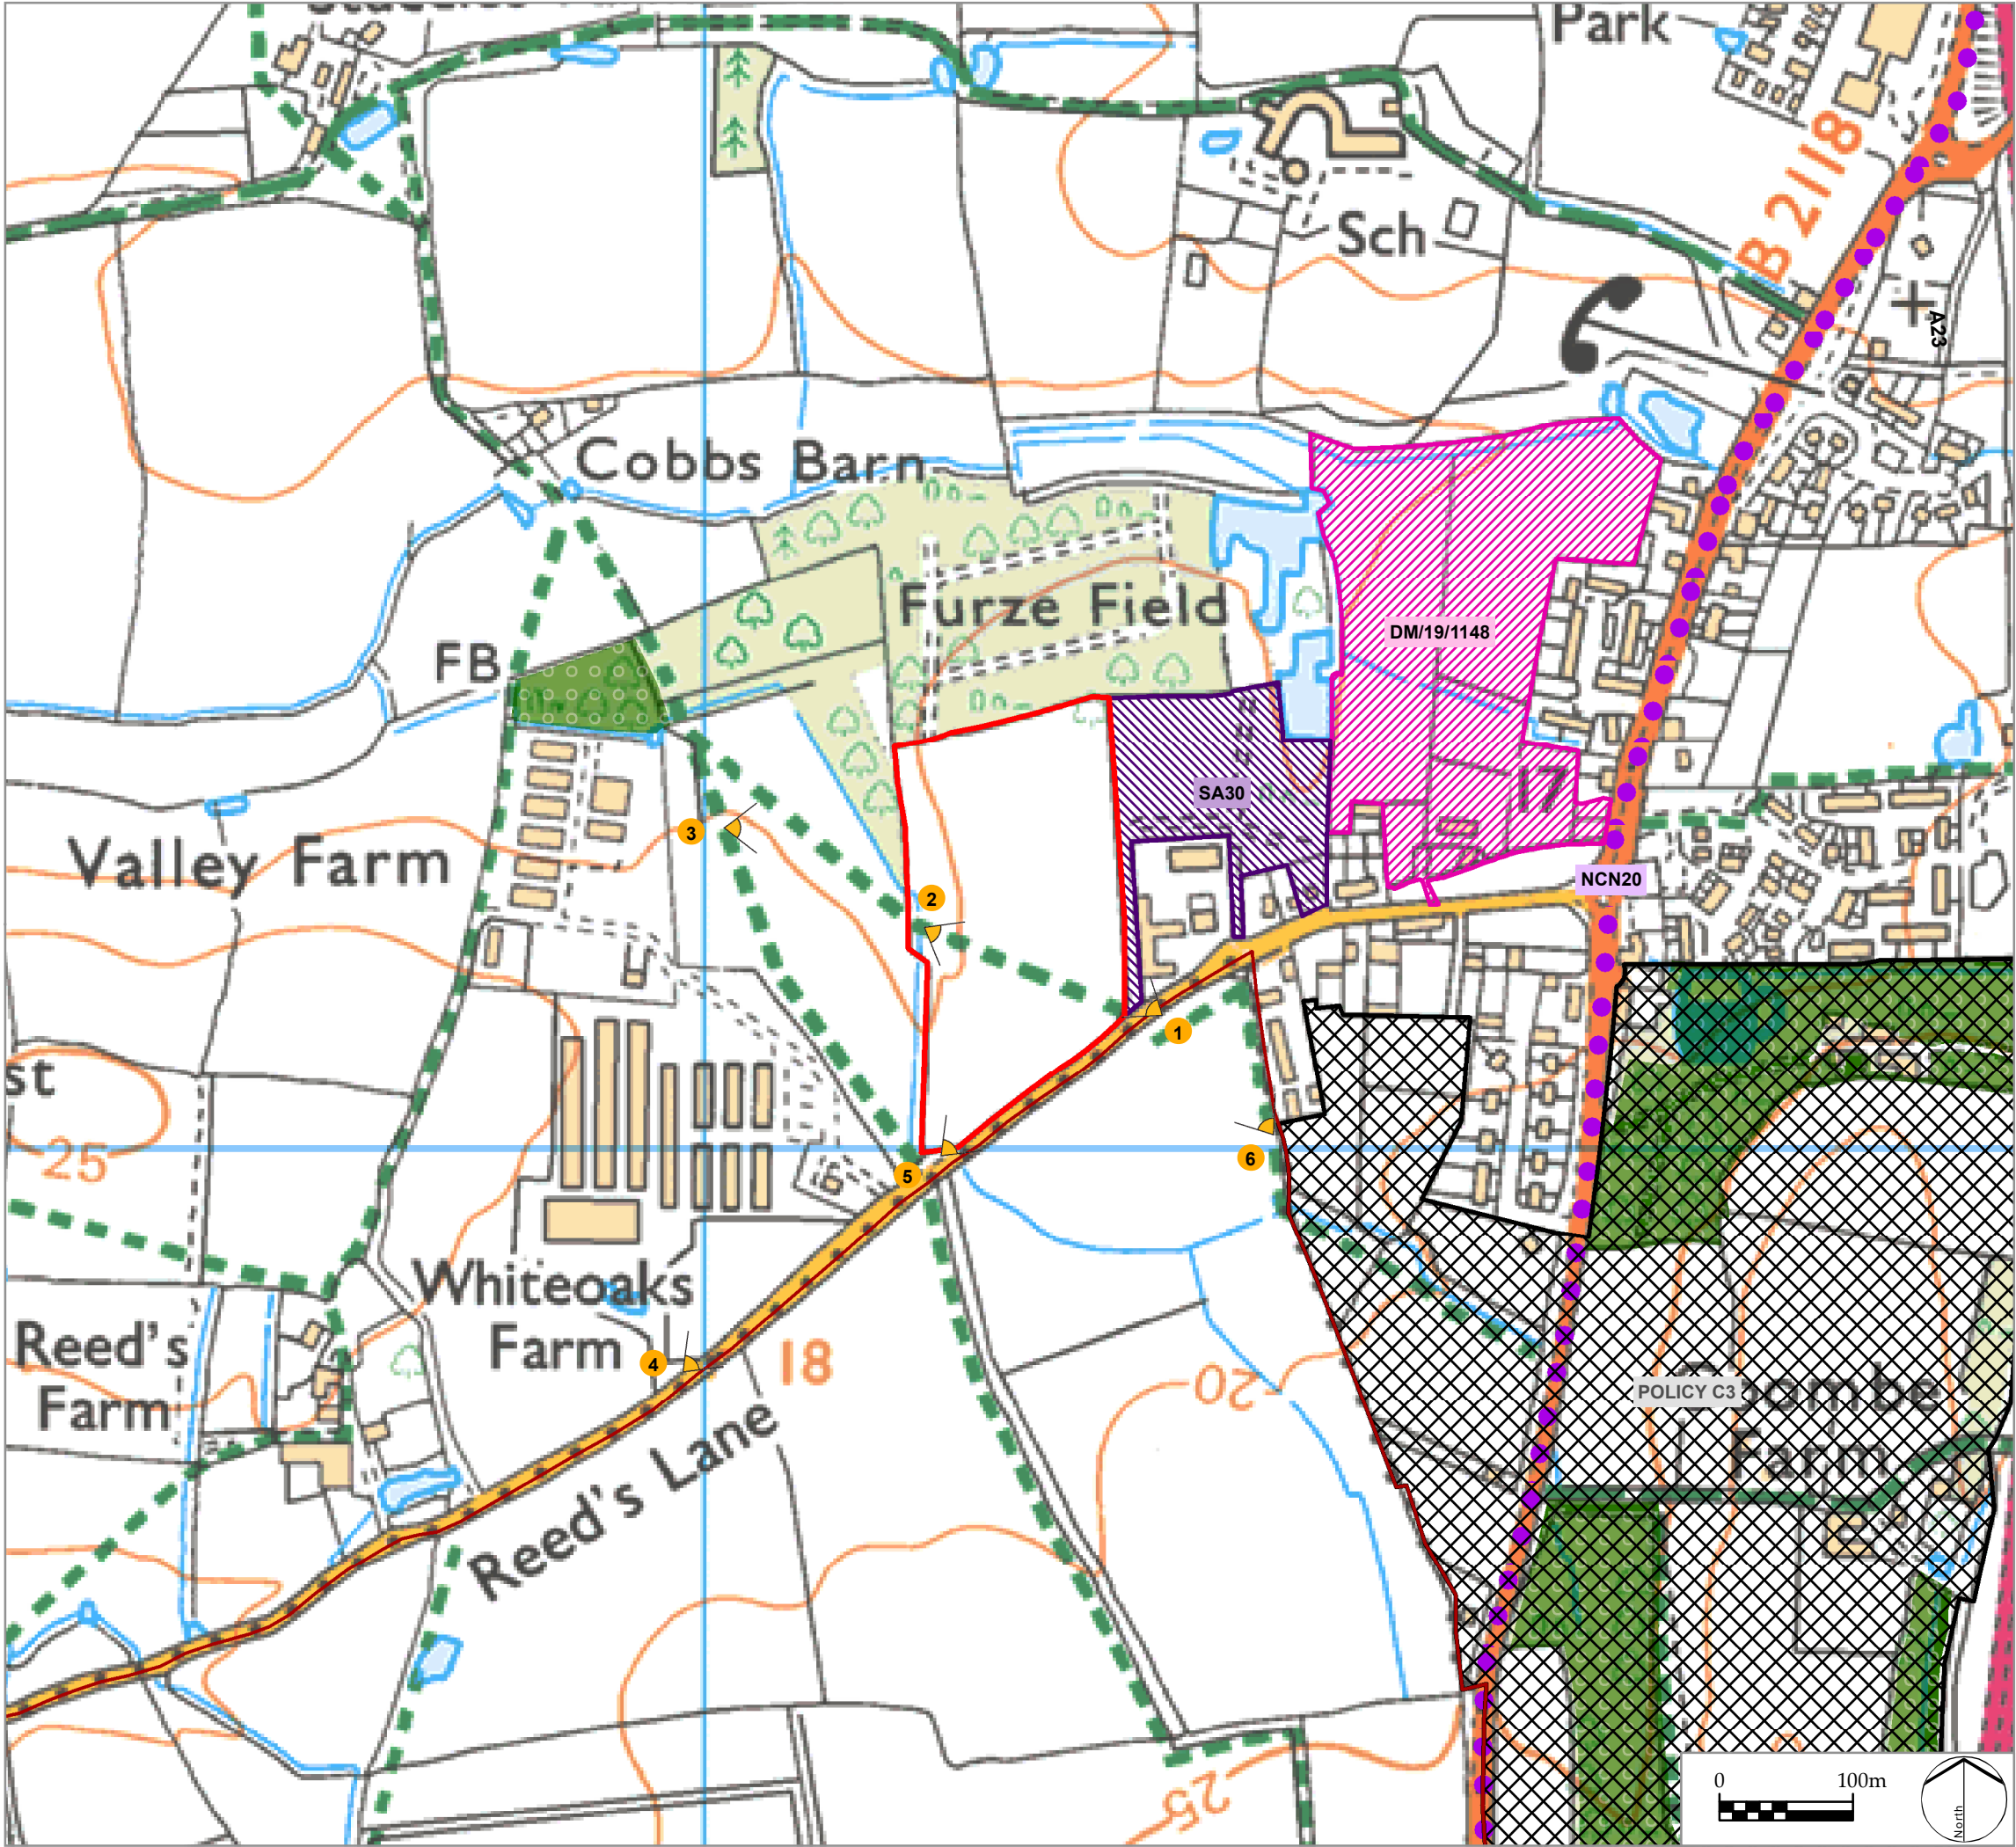 Park
B 2118
Sch
A23
Cobbs Barn
Furze Field
DM/19/1148
FB
SA30
17
3
Valley Farm
NCN20
2
1
st
25
6
5
Whiteoaks
Farm
Reed's
Farm
4
18
20
POLICY C3
Farm
Reed's Lane
25
0 100m
North